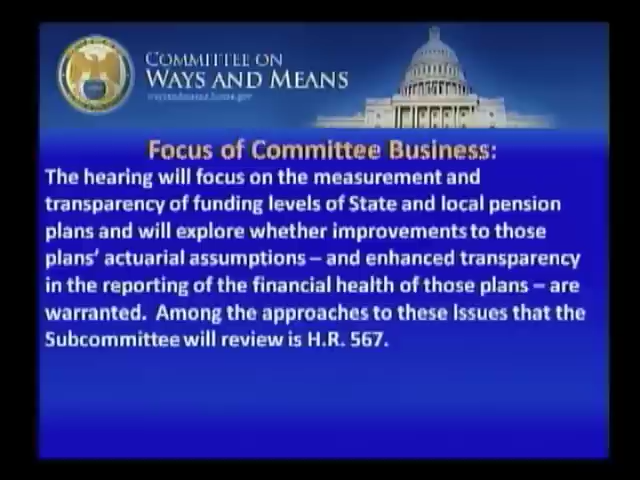 COMMITTEE ON
WAYS AND MEANS
Focus of Committee Business:
The hearing will focus on the measurement and
transparency of funding levels of State and local pension
plans and will explore whether improvements to those
plans' actuarial assumptions – and enhanced transparency
in the reporting of the financial health of those plans – are
warranted. Among the approaches to these issues that the
Subcommittee will review is H.R. 567.